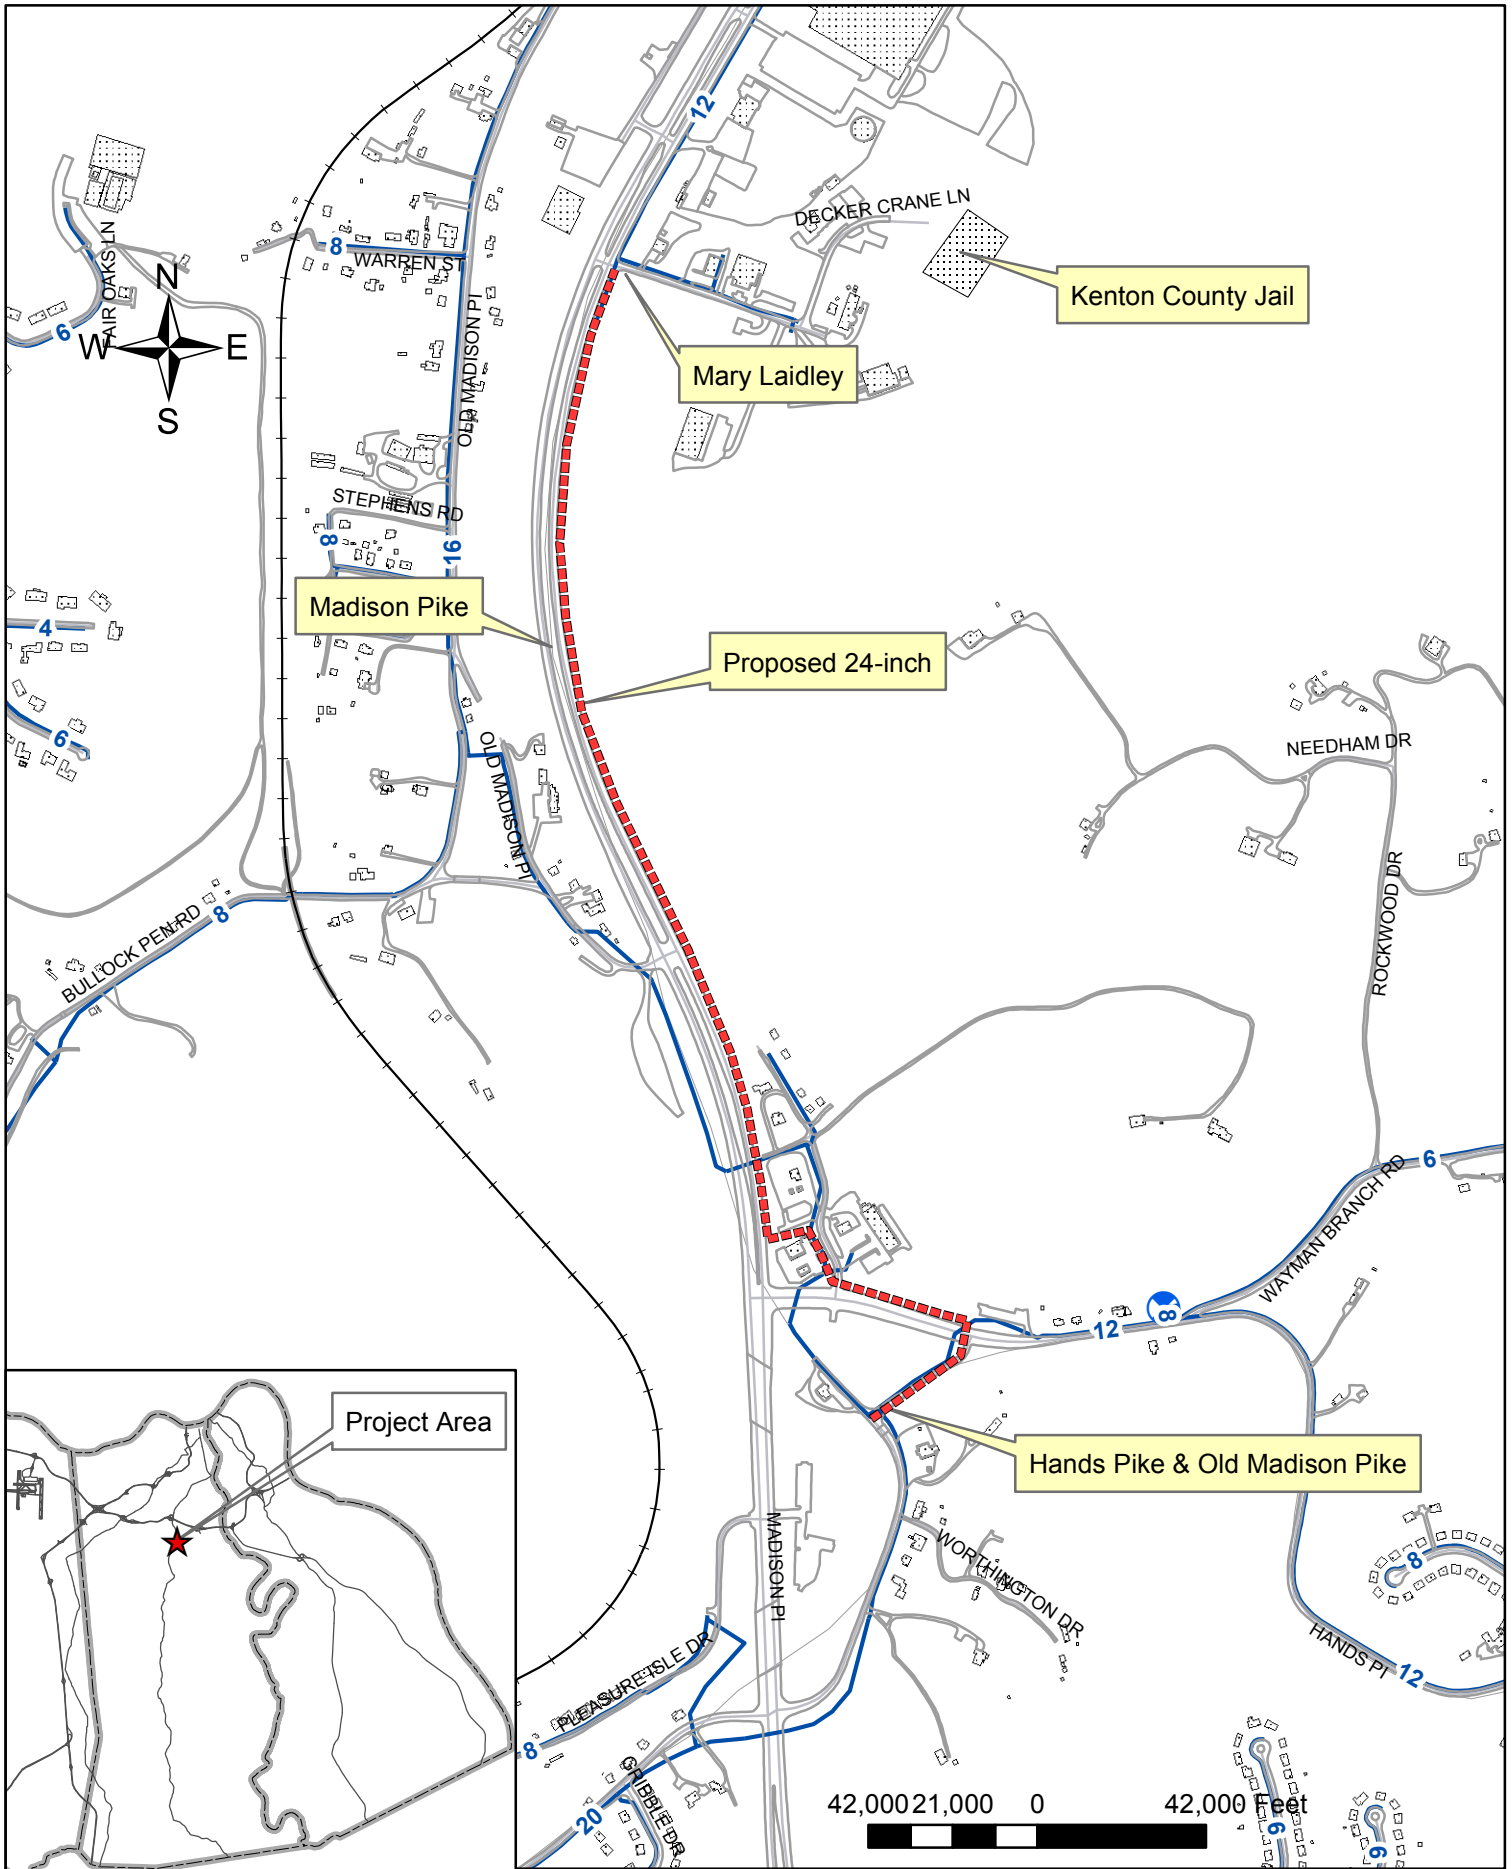 12
DECKER CRANE LN
FAIR OAKS LN
8
WARREN ST
N
W
E
S
6
Kenton County Jail
Mary Laidley
OLD MADISON PI
STEPHENS RD
8
16
Madison Pike
4
Proposed 24-inch
6
OLD MADISON PI
NEEDHAM DR
ROCKWOOD DR
BULLOCK PEN RD
8
6
WAYMAN BRANCH RD
8
12
Project Area
Hands Pike & Old Madison Pike
MADISON PI
WORTHINGTON DR
8
HANDS PI
12
PLEASURE ISLE DR
8
GRIBBLE DR
20
42,000 21,000 0 42,000 Feet
6
6